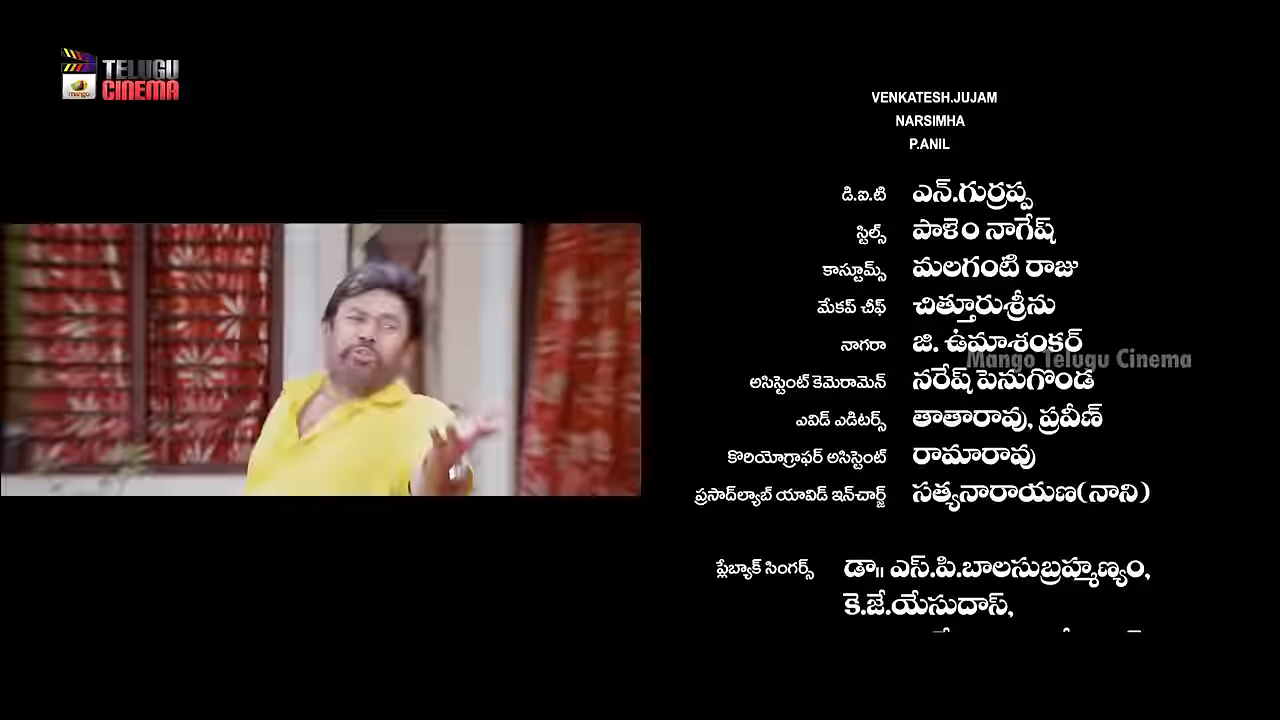 TELUGU
CINEMA
mango
VENKATESH.JUJAM
NARSIMHA
P.ANIL
డి.ఐ.టి ఎన్.గుర్రప్ప
స్టిల్స్ పాళెం నాగేష్
కాస్ట్యూమ్స్ మలగంటి రాజు
మేకప్ చీఫ్ చిత్తూరుశ్రీను
నాగరా జి. ఉమాశంకర్
Mango Telugu Cinema
అసిస్టెంట్ కెమెరామెన్ నరేష్ పెనుగొండ
ఎవిడ్ ఎడిటర్స్ తాతారావు, ప్రవీణ్
కొరియోగ్రాఫర్ అసిస్టెంట్ రామారావు
ప్రసాద్‌ల్యాబ్ యావిడ్ ఇన్‌చార్జ్ సత్యనారాయణ(నాని)
ప్లేబ్యాక్ సింగర్స్ డా॥ ఎస్.పి.బాలసుబ్రహ్మణ్యం,
కె.జే.యేసుదాస్,